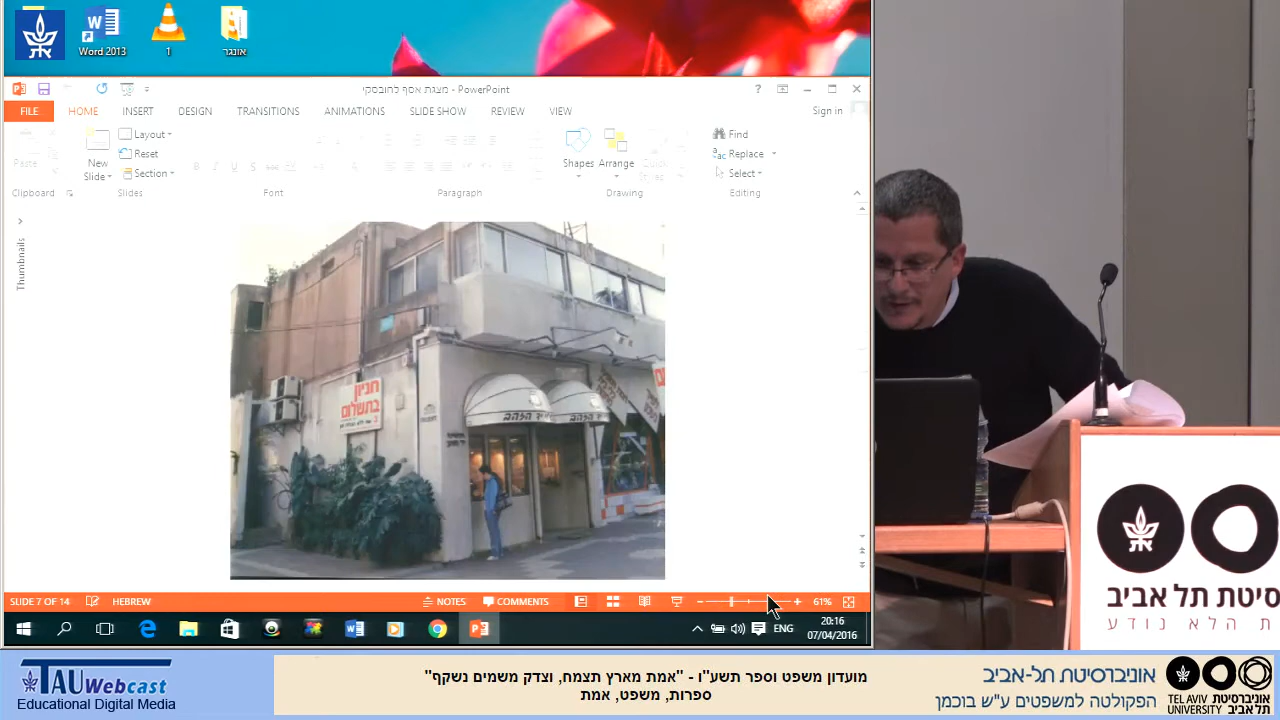 Word 2013
1
אונגר
מצגת אסף לחובסקי - PowerPoint
FILE
HOME
INSERT
DESIGN
TRANSITIONS
ANIMATIONS
SLIDE SHOW
REVIEW
VIEW
Sign in
Paste
New Slide
Layout
Reset
Section
Shapes
Arrange
Quick Styles
Find
Replace
Select
Clipboard
Slides
Font
Paragraph
Drawing
Editing
Thumbnails
חניון
בתשלום
SLIDE 7 OF 14
HEBREW
NOTES
COMMENTS
61%
ENG
20:16
07/04/2016
סיטת תל אביב
ת הלא נודע
TAU Webcast
Educational Digital Media
מועדון משפט וספר תשע"ו - "אמת מארץ תצמח, וצדק משמים נשקף"
ספרות, משפט, אמת
אוניברסיטת תל-אביב
הפקולטה למשפטים ע"ש בוכמן
TEL AVIV UNIVERSITY
אוניברסיטת תל אביב